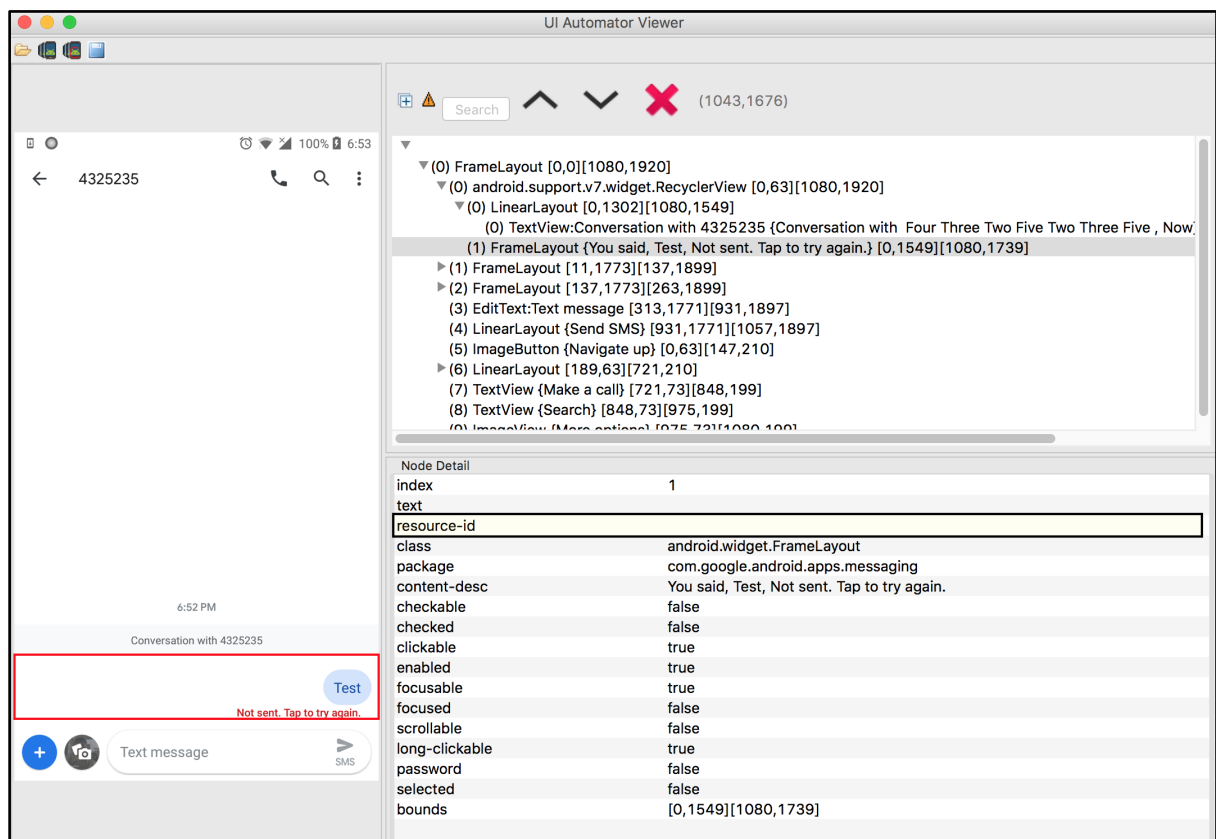 UI Automator Viewer
Search
(1043,1676)
100% 6:53
4325235
6:52 PM
Conversation with 4325235
Test
Not sent. Tap to try again.
Text message
SMS
(0) FrameLayout [0,0][1080,1920]
(0) android.support.v7.widget.RecyclerView [0,63][1080,1920]
(0) LinearLayout [0,1302][1080,1549]
(0) TextView:Conversation with 4325235 {Conversation with  Four Three Two Five Two Three Five , Now}
(1) FrameLayout {You said, Test, Not sent. Tap to try again.} [0,1549][1080,1739]
(1) FrameLayout [11,1773][137,1899]
(2) FrameLayout [137,1773][263,1899]
(3) EditText:Text message [313,1771][931,1897]
(4) LinearLayout {Send SMS} [931,1771][1057,1897]
(5) ImageButton {Navigate up} [0,63][147,210]
(6) LinearLayout [189,63][721,210]
(7) TextView {Make a call} [721,73][848,199]
(8) TextView {Search} [848,73][975,199]
(9) ImageView {More options} [975,73][1080,199]
Node Detail
index 1
text
resource-id
class android.widget.FrameLayout
package com.google.android.apps.messaging
content-desc You said, Test, Not sent. Tap to try again.
checkable false
checked false
clickable true
enabled true
focusable true
focused false
scrollable false
long-clickable true
password false
selected false
bounds [0,1549][1080,1739]